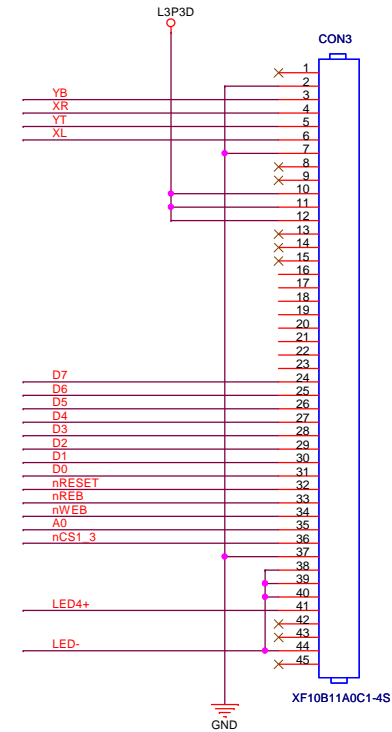 L3P3D
CON3
1
2
YB 3
XR 4
YT 5
XL 6
7
8
9
10
11
12
13
14
15
16
17
18
19
20
21
22
23
D7 24
D6 25
D5 26
D4 27
D3 28
D2 29
D1 30
D0 31
nRESET 32
nREB 33
nWEB 34
A0 35
nCS1_3 36
37
38
39
40
LED4+ 41
42
43
LED- 44
45
XF10B11A0C1-4S
GND